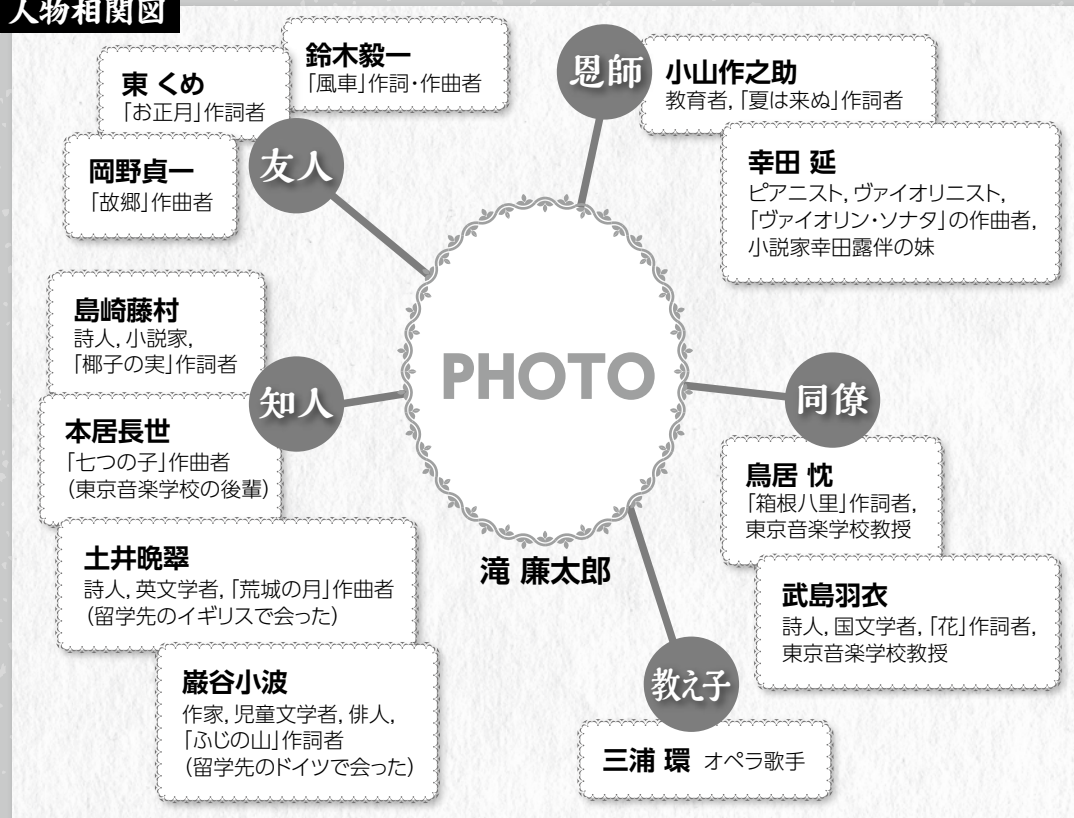 人物相関図
友人
東 くめ
「お正月」作詞者
鈴木毅一
「風車」作詞・作曲者
岡野貞一
「故郷」作曲者
恩師
小山作之助
教育者,「夏は来ぬ」作詞者
幸田 延
ピアニスト, ヴァイオリニスト,
「ヴァイオリン・ソナタ」の作曲者,
小説家幸田露伴の妹
知人
島崎藤村
詩人, 小説家,
「椰子の実」作詞者
本居長世
「七つの子」作曲者
(東京音楽学校の後輩)
土井晩翠
詩人, 英文学者,「荒城の月」作曲者
(留学先のイギリスで会った)
巌谷小波
作家, 児童文学者, 俳人,
「ふじの山」作詞者
(留学先のドイツで会った)
PHOTO
滝 廉太郎
同僚
鳥居 忱
「箱根八里」作詞者,
東京音楽学校教授
武島羽衣
詩人, 国文学者,「花」作詞者,
東京音楽学校教授
教え子
三浦 環 オペラ歌手